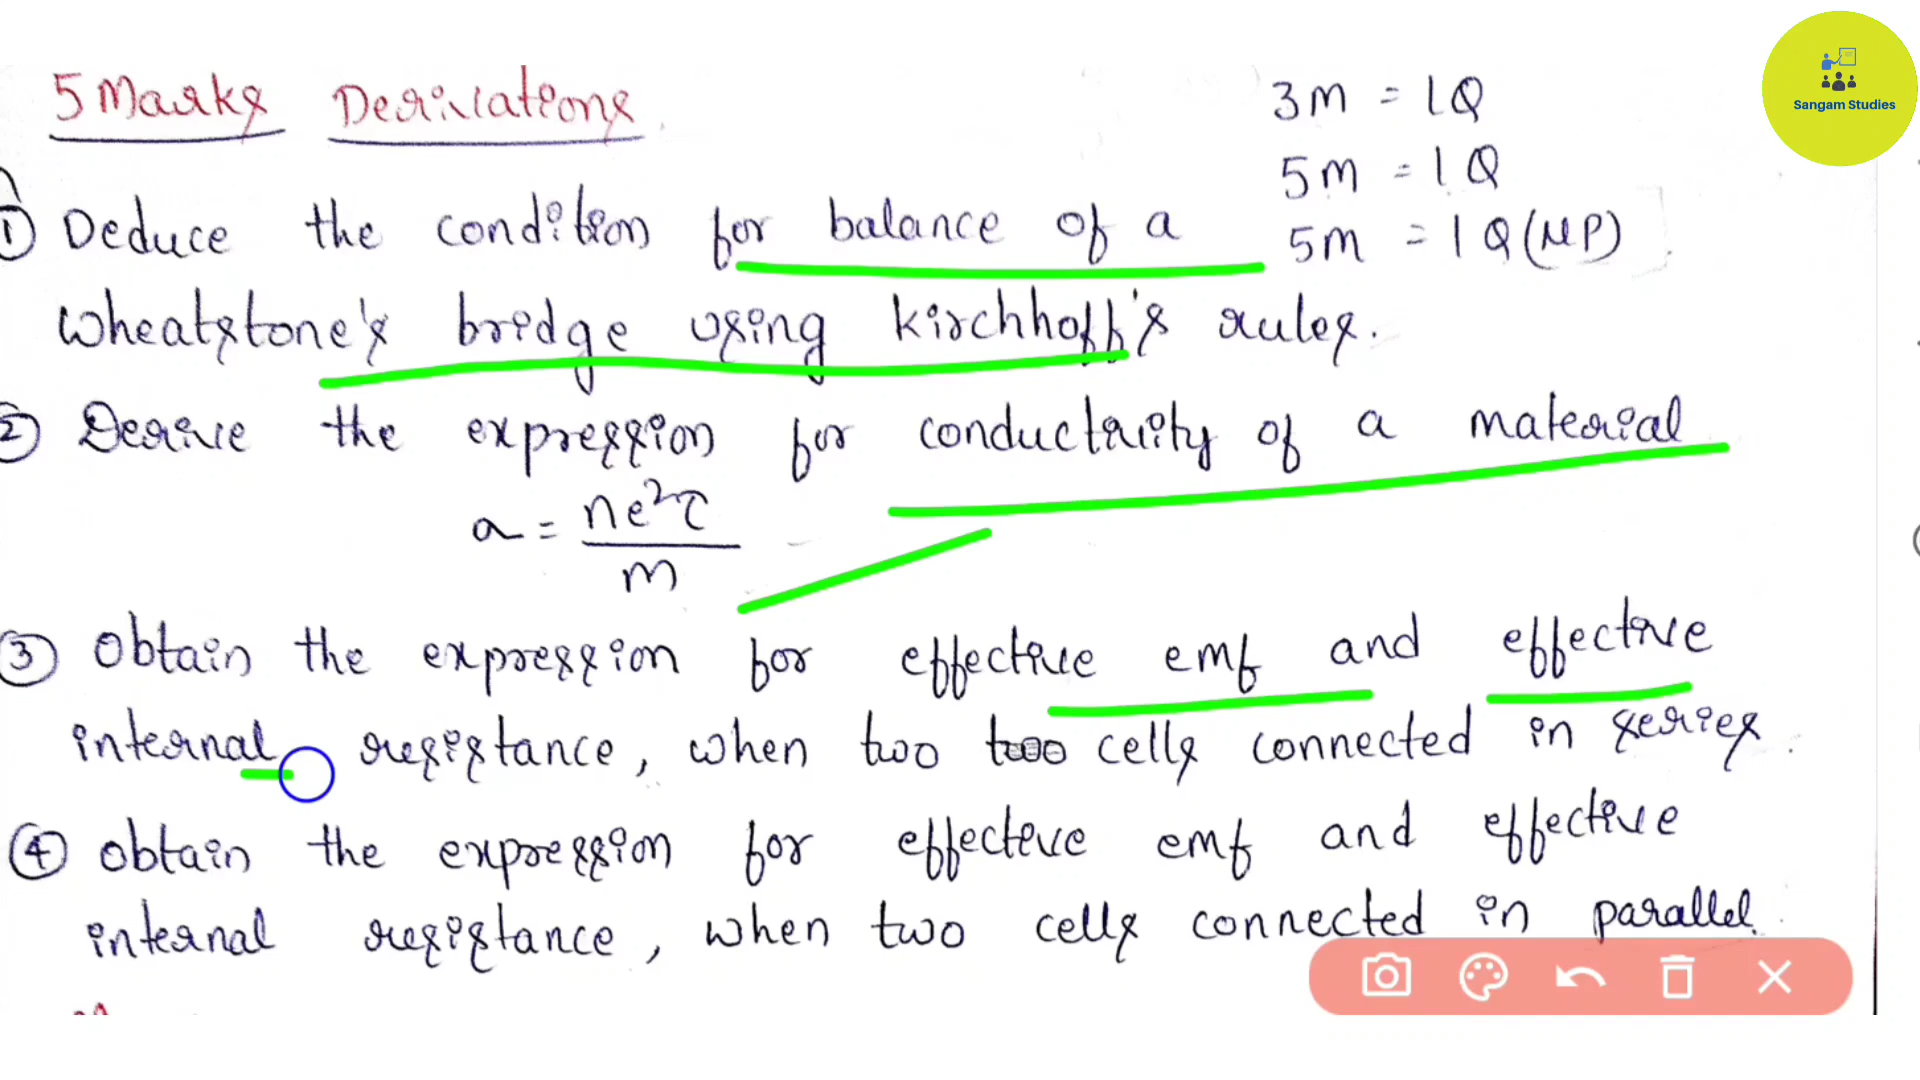 5 Marks Derivations
3M = 1Q
5M = 1Q
5M = 1Q (NP)
Sangam Studies
① Deduce the condition for balance of a
wheatstone's bridge using kirchhoff's rules.
② Derive the expression for conductivity of a material
σ = ne²τ
m
③ Obtain the expression for effective emf and effective
internal resistance, when two cells connected in series.
④ obtain the expression for effective emf and effective
internal resistance, when two cells connected in parallel.